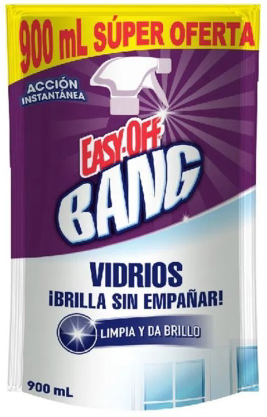 900 mL SÚPER OFERTA
ACCIÓN
INSTANTÁNEA
EASY-OFF
BANG
VIDRIOS
¡BRILLA SIN EMPAÑAR!
LIMPIA Y DA BRILLO
900 mL